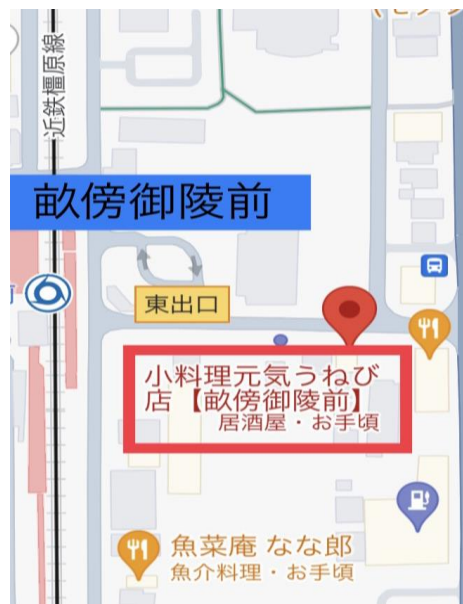 近鉄橿原線
畝傍御陵前
東出口
小料理元気うねび
店【畝傍御陵前】
居酒屋・お手頃
魚菜庵 なな郎
魚介料理・お手頃